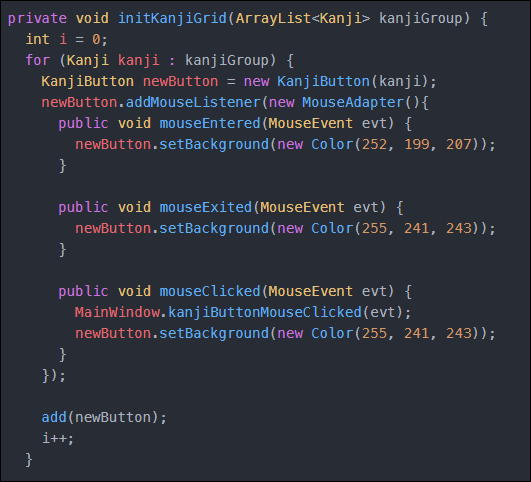 private void initKanjiGrid(ArrayList<Kanji> kanjiGroup) {
  int i = 0;
  for (Kanji kanji : kanjiGroup) {
    KanjiButton newButton = new KanjiButton(kanji);
    newButton.addMouseListener(new MouseAdapter(){
      public void mouseEntered(MouseEvent evt) {
        newButton.setBackground(new Color(252, 199, 207));
      }

      public void mouseExited(MouseEvent evt) {
        newButton.setBackground(new Color(255, 241, 243));
      }

      public void mouseClicked(MouseEvent evt) {
        MainWindow.kanjiButtonMouseClicked(evt);
        newButton.setBackground(new Color(255, 241, 243));
      }
    });

    add(newButton);
    i++;
  }